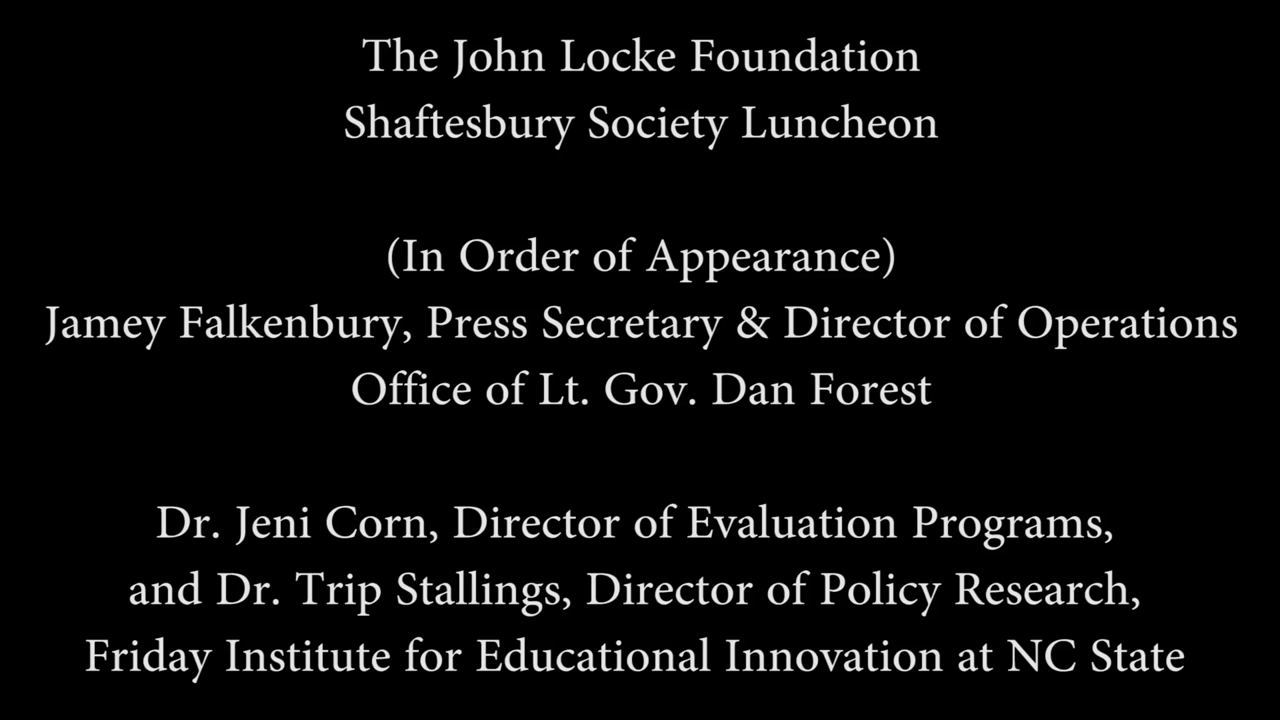 The John Locke Foundation
Shaftesbury Society Luncheon
(In Order of Appearance)
Jamey Falkenbury, Press Secretary & Director of Operations
Office of Lt. Gov. Dan Forest
Dr. Jeni Corn, Director of Evaluation Programs,
and Dr. Trip Stallings, Director of Policy Research,
Friday Institute for Educational Innovation at NC State